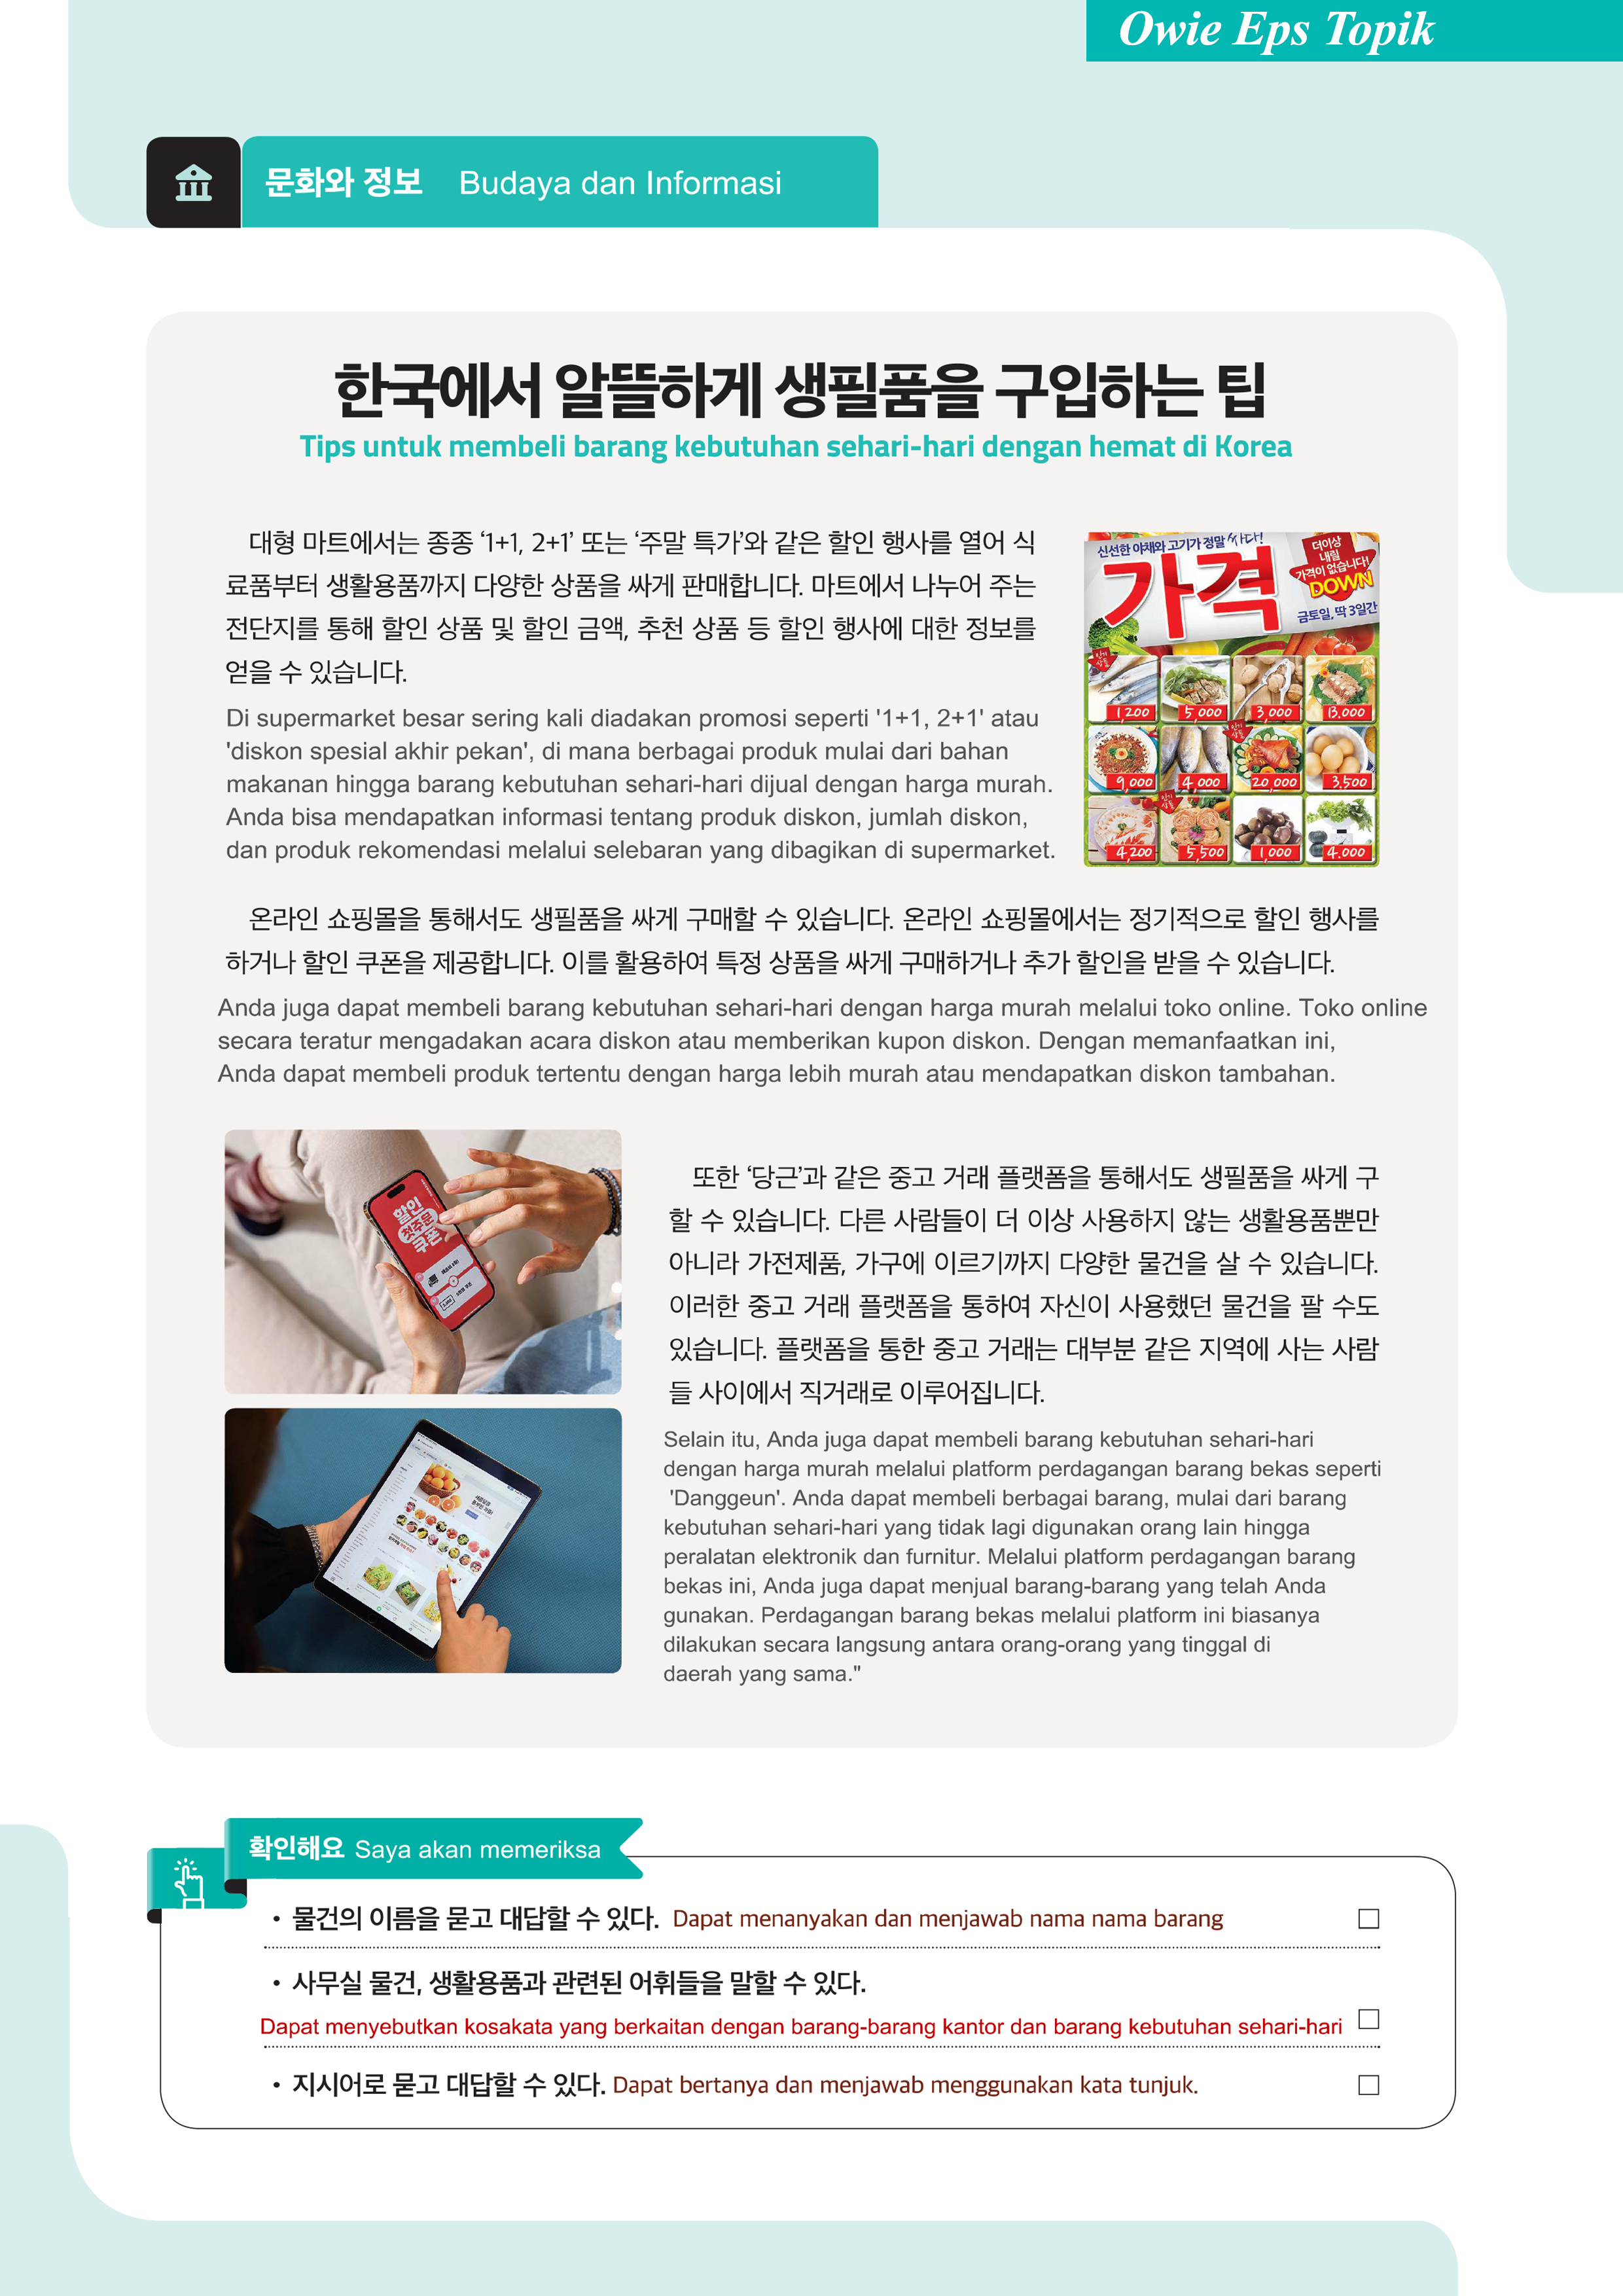 Owie Eps Topik
문화와 정보 Budaya dan Informasi
한국에서 알뜰하게 생필품을 구입하는 팁
Tips untuk membeli barang kebutuhan sehari-hari dengan hemat di Korea
대형 마트에서는 종종 ‘1+1, 2+1’ 또는 ‘주말 특가’와 같은 할인 행사를 열어 식
료품부터 생활용품까지 다양한 상품을 싸게 판매합니다. 마트에서 나누어 주는
전단지를 통해 할인 상품 및 할인 금액, 추천 상품 등 할인 행사에 대한 정보를
얻을 수 있습니다.
Di supermarket besar sering kali diadakan promosi seperti '1+1, 2+1' atau
'diskon spesial akhir pekan', di mana berbagai produk mulai dari bahan
makanan hingga barang kebutuhan sehari-hari dijual dengan harga murah.
Anda bisa mendapatkan informasi tentang produk diskon, jumlah diskon,
dan produk rekomendasi melalui selebaran yang dibagikan di supermarket.
신선한 야채와 고기가 정말 싸다!
가격
더이상
내릴
가격이 없습니다!
DOWN
금토일, 딱 3일간
인기
상품
1,200 5,000 3,000 13,000
9,000 4,000 20,000 3,500
4,200 5,500 1,000 4,000
온라인 쇼핑몰을 통해서도 생필품을 싸게 구매할 수 있습니다. 온라인 쇼핑몰에서는 정기적으로 할인 행사를
하거나 할인 쿠폰을 제공합니다. 이를 활용하여 특정 상품을 싸게 구매하거나 추가 할인을 받을 수 있습니다.
Anda juga dapat membeli barang kebutuhan sehari-hari dengan harga murah melalui toko online. Toko online
secara teratur mengadakan acara diskon atau memberikan kupon diskon. Dengan memanfaatkan ini,
Anda dapat membeli produk tertentu dengan harga lebih murah atau mendapatkan diskon tambahan.
할인
첫주문
쿠폰
또한 ‘당근’과 같은 중고 거래 플랫폼을 통해서도 생필품을 싸게 구
할 수 있습니다. 다른 사람들이 더 이상 사용하지 않는 생활용품뿐만
아니라 가전제품, 가구에 이르기까지 다양한 물건을 살 수 있습니다.
이러한 중고 거래 플랫폼을 통하여 자신이 사용했던 물건을 팔 수도
있습니다. 플랫폼을 통한 중고 거래는 대부분 같은 지역에 사는 사람
들 사이에서 직거래로 이루어집니다.
Selain itu, Anda juga dapat membeli barang kebutuhan sehari-hari
dengan harga murah melalui platform perdagangan barang bekas seperti
'Danggeun'. Anda dapat membeli berbagai barang, mulai dari barang
kebutuhan sehari-hari yang tidak lagi digunakan orang lain hingga
peralatan elektronik dan furnitur. Melalui platform perdagangan barang
bekas ini, Anda juga dapat menjual barang-barang yang telah Anda
gunakan. Perdagangan barang bekas melalui platform ini biasanya
dilakukan secara langsung antara orang-orang yang tinggal di
daerah yang sama."
확인해요 Saya akan memeriksa
• 물건의 이름을 묻고 대답할 수 있다. Dapat menanyakan dan menjawab nama nama barang
• 사무실 물건, 생활용품과 관련된 어휘들을 말할 수 있다.
Dapat menyebutkan kosakata yang berkaitan dengan barang-barang kantor dan barang kebutuhan sehari-hari
• 지시어로 묻고 대답할 수 있다. Dapat bertanya dan menjawab menggunakan kata tunjuk.